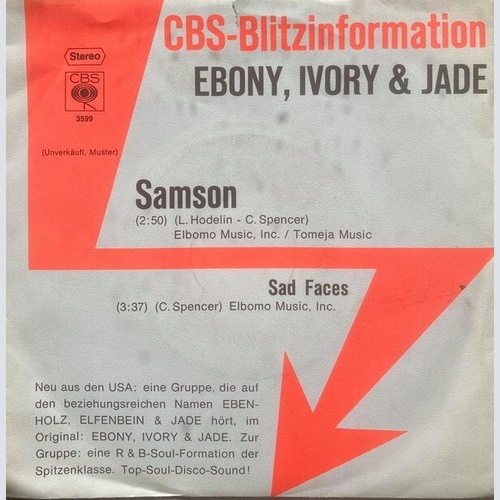 CBS-Blitzinformation
Stereo
EBONY, IVORY & JADE
CBS
3599
(Unverkäufl. Muster)
Samson
(2:50) (L. Hodelin - C. Spencer)
Elbomo Music, Inc. / Tomeja Music
Sad Faces
(3:37) (C. Spencer) Elbomo Music, Inc.
Neu aus den USA: eine Gruppe, die auf
den beziehungsreichen Namen EBEN-
HOLZ, ELFENBEIN & JADE hört, im
Original: EBONY, IVORY & JADE. Zur
Gruppe: eine R & B-Soul-Formation der
Spitzenklasse. Top-Soul-Disco-Sound!